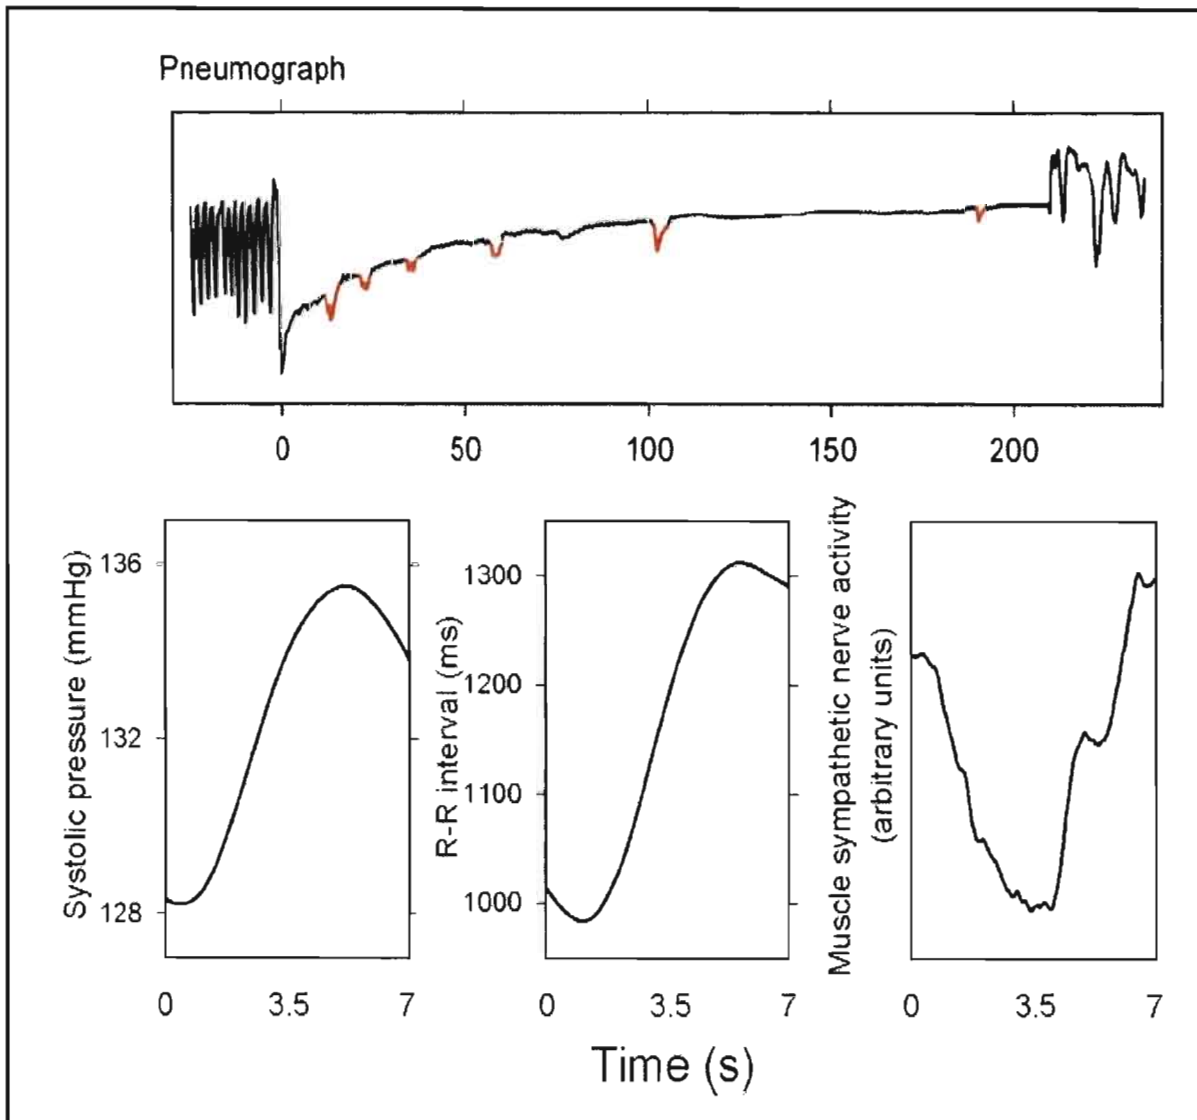 Pneumograph
0 50 100 150 200
Systolic pressure (mmHg)
136
132
128
0 3.5 7
R-R interval (ms)
1300
1200
1100
1000
0 3.5 7
Muscle sympathetic nerve activity
(arbitrary units)
0 3.5 7
Time (s)